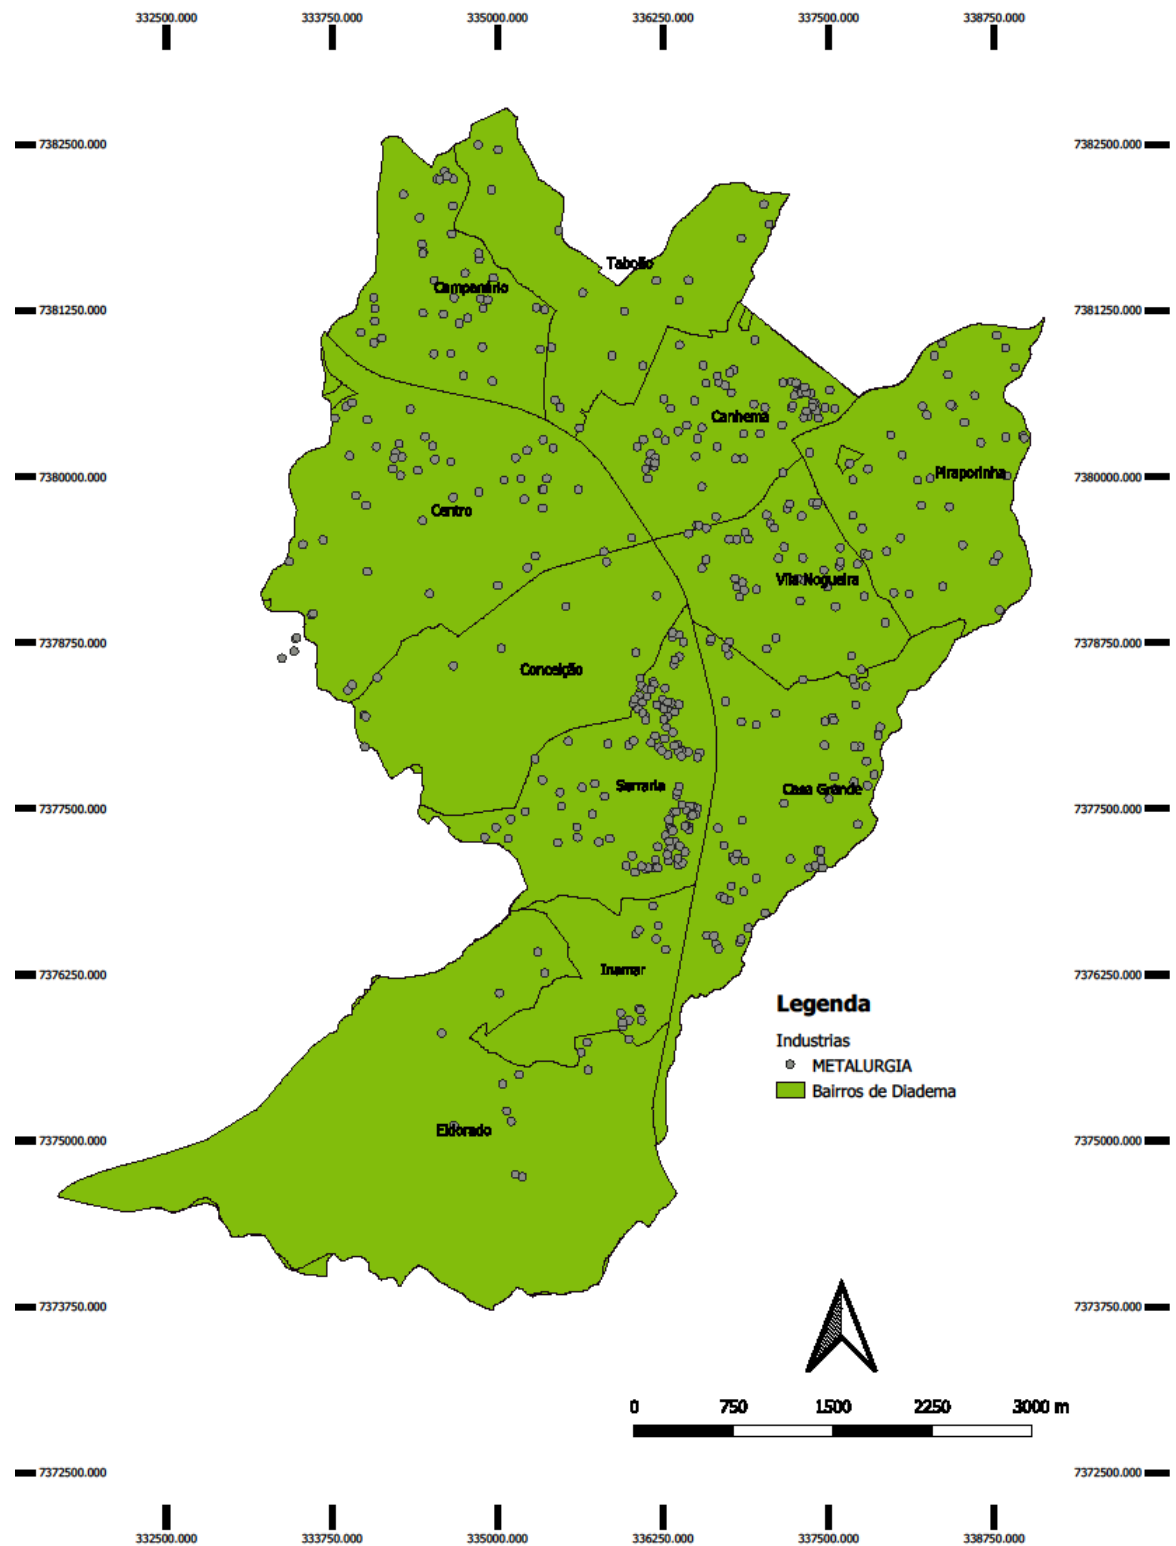 332500.000 333750.000 335000.000 336250.000 337500.000 338750.000
7382500.000 7382500.000
Taboão
Campanário
7381250.000 7381250.000
Canhema
Piraporinha
7380000.000 7380000.000
Centro
Vila Nogueira
7378750.000 7378750.000
Conceição
Serraria
Casa Grande
7377500.000 7377500.000
Inamar
7376250.000 7376250.000
Legenda
Industrias
METALURGIA
Bairros de Diadema
Eldorado
7375000.000 7375000.000
7373750.000 7373750.000
0 750 1500 2250 3000 m
7372500.000 7372500.000
332500.000 333750.000 335000.000 336250.000 337500.000 338750.000